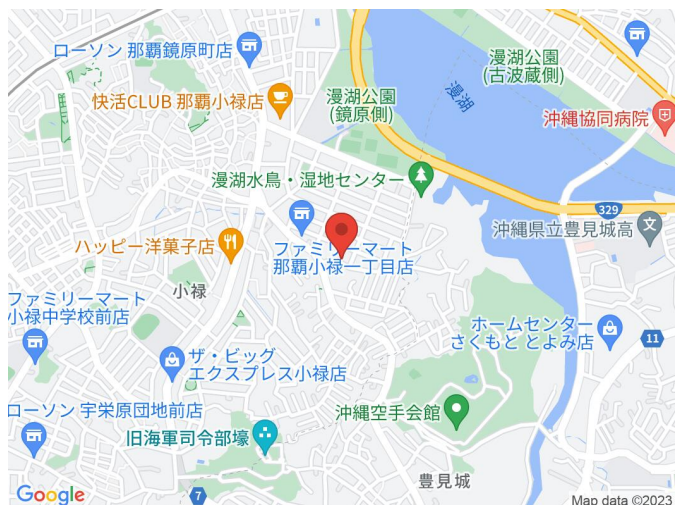 ローソン 那覇鏡原町店
快活CLUB 那覇小禄店
漫湖公園
(鏡原側)
漫湖公園
(古波蔵側)
漫湖
沖縄協同病院
漫湖水鳥・湿地センター
329
沖縄県立豊見城高
ハッピー洋菓子店
ファミリーマート
那覇小禄一丁目店
小禄
ファミリーマート
小禄中学校前店
ホームセンター
さくもと とよみ店
11
ザ・ビッグ
エクスプレス小禄店
ローソン 宇栄原団地前店
沖縄空手会館
旧海軍司令部壕
豊見城
7
Google
Map data ©2023